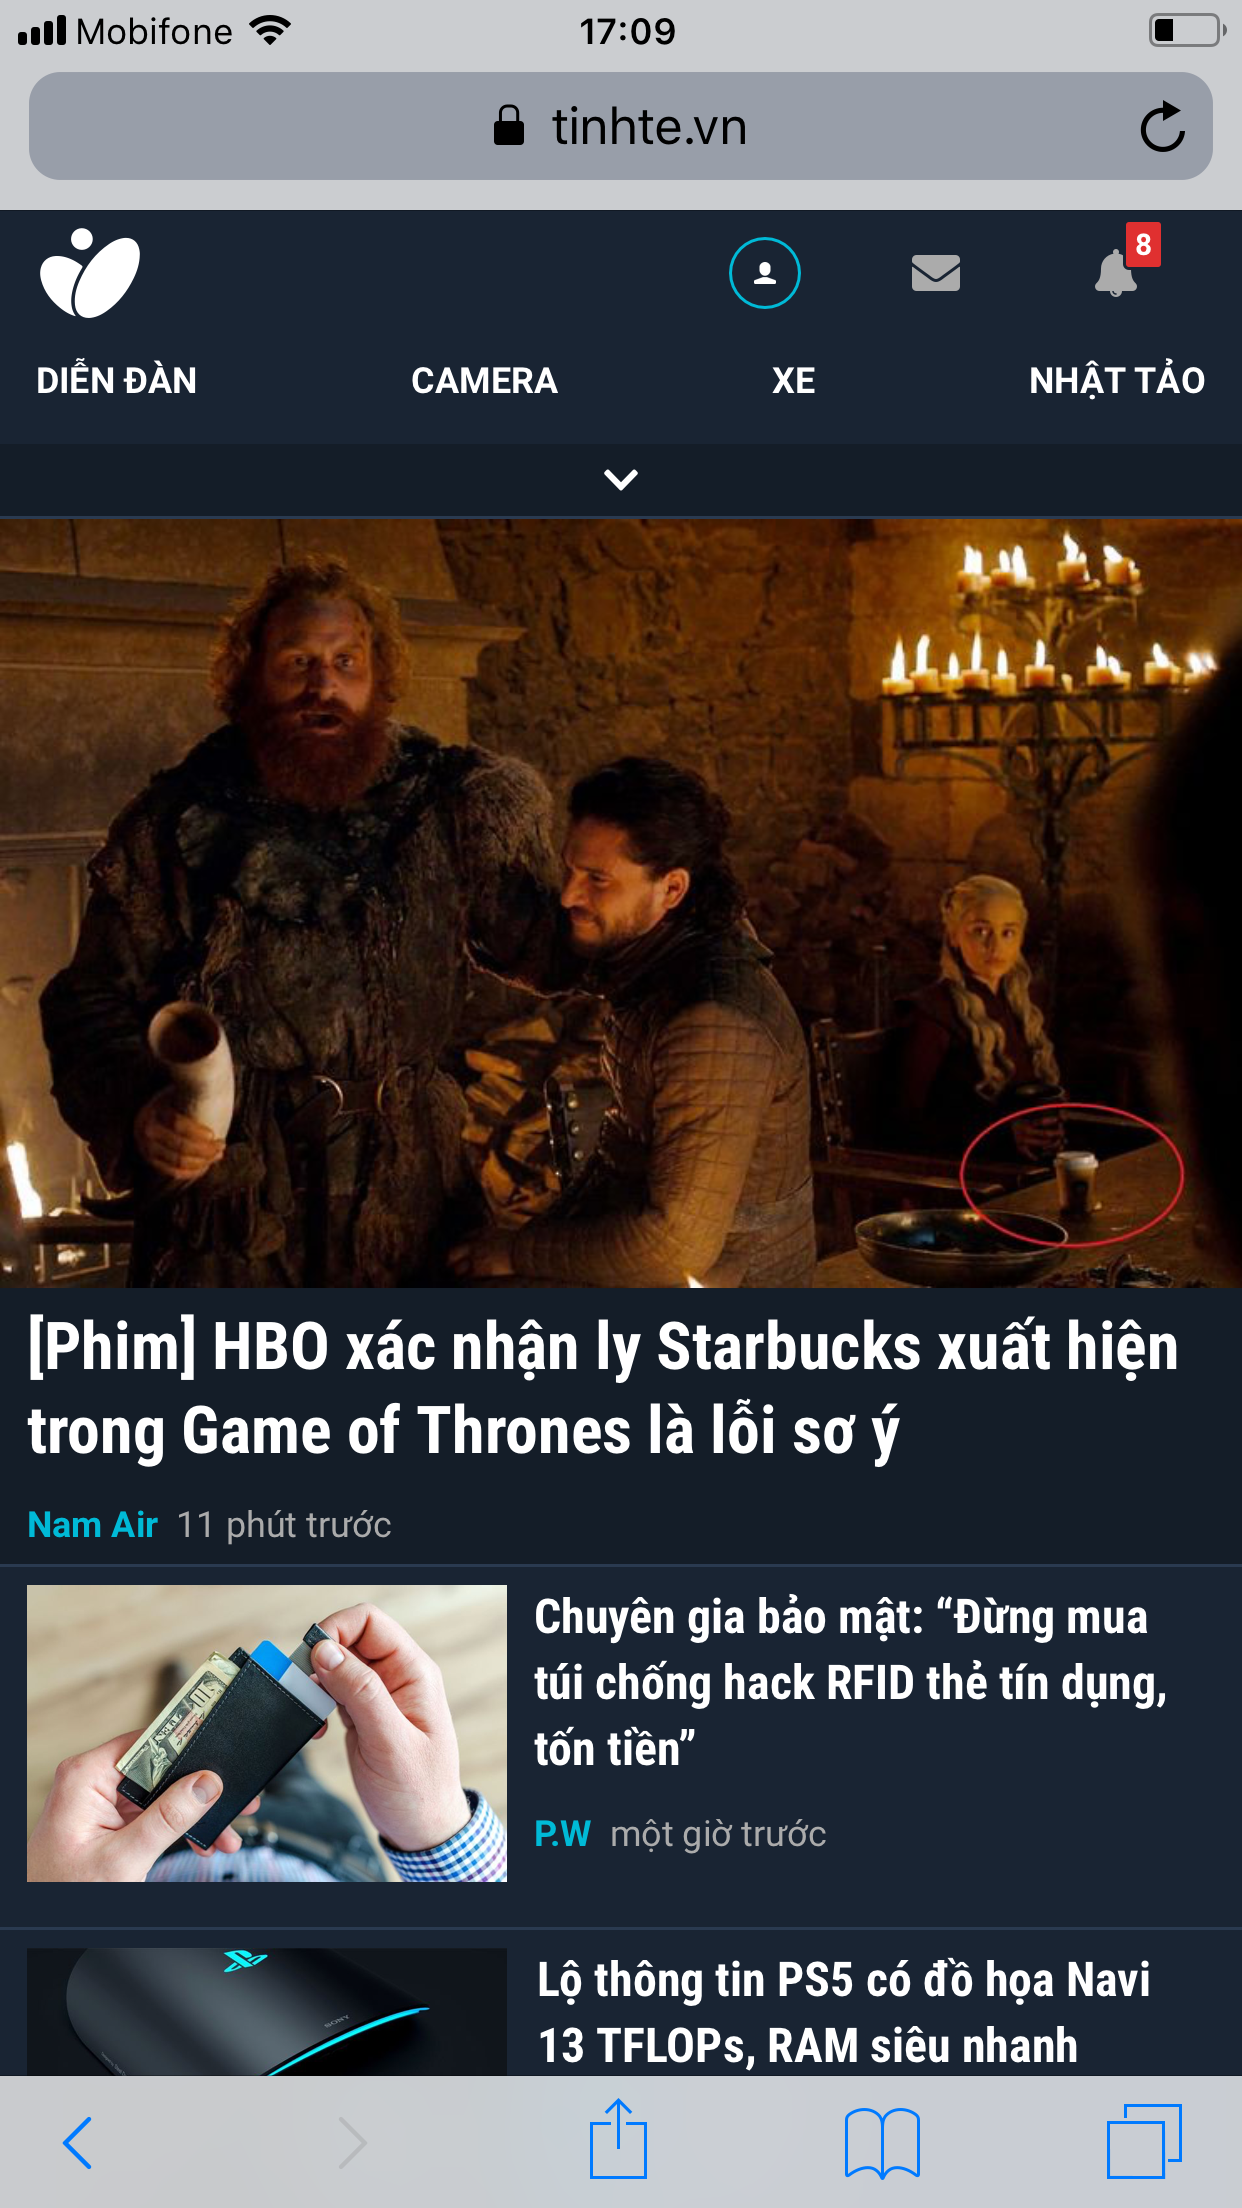 Mobifone
17:09
tinhte.vn
8
DIỄN ĐÀN CAMERA XE NHẬT TẢO
[Phim] HBO xác nhận ly Starbucks xuất hiện
trong Game of Thrones là lỗi sơ ý
Nam Air 11 phút trước
Chuyên gia bảo mật: “Đừng mua
túi chống hack RFID thẻ tín dụng,
tốn tiền”
P.W một giờ trước
SONY
Lộ thông tin PS5 có đồ họa Navi
13 TFLOPs, RAM siêu nhanh